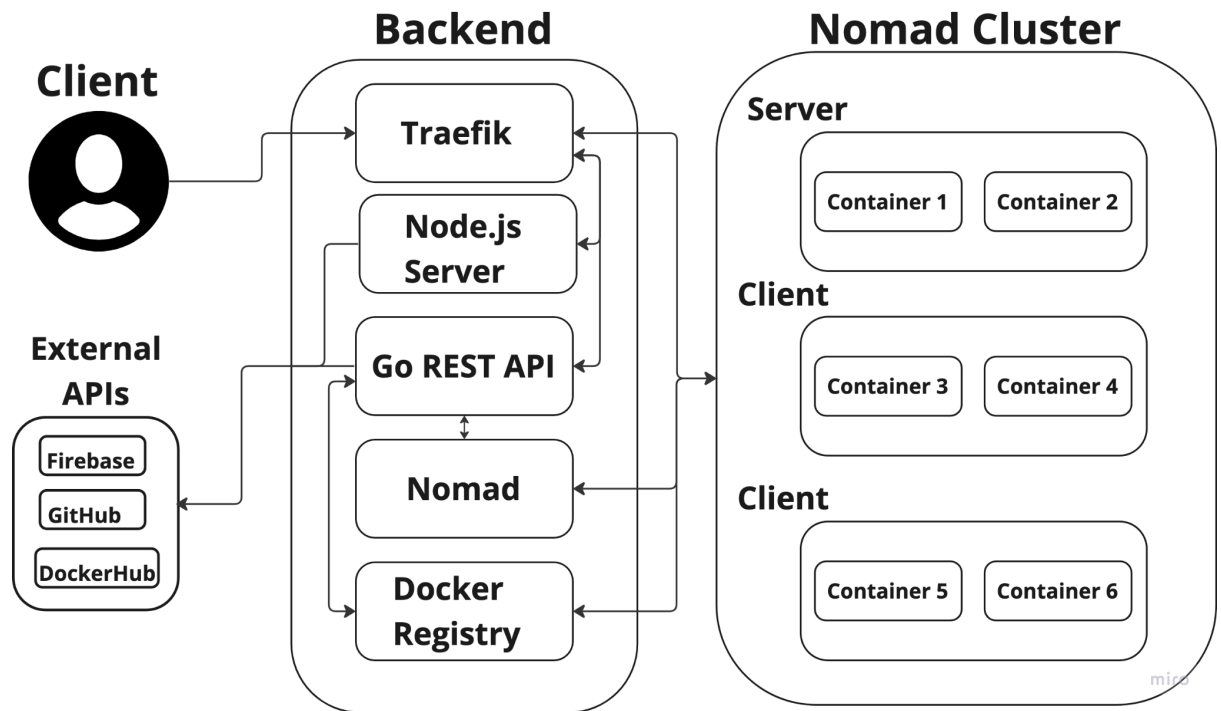 Backend
Nomad Cluster
Client
Traefik
Node.js
Server
Go REST API
Nomad
Docker
Registry
External
APIs
Firebase
GitHub
DockerHub
Server
Container 1
Container 2
Client
Container 3
Container 4
Client
Container 5
Container 6
miro